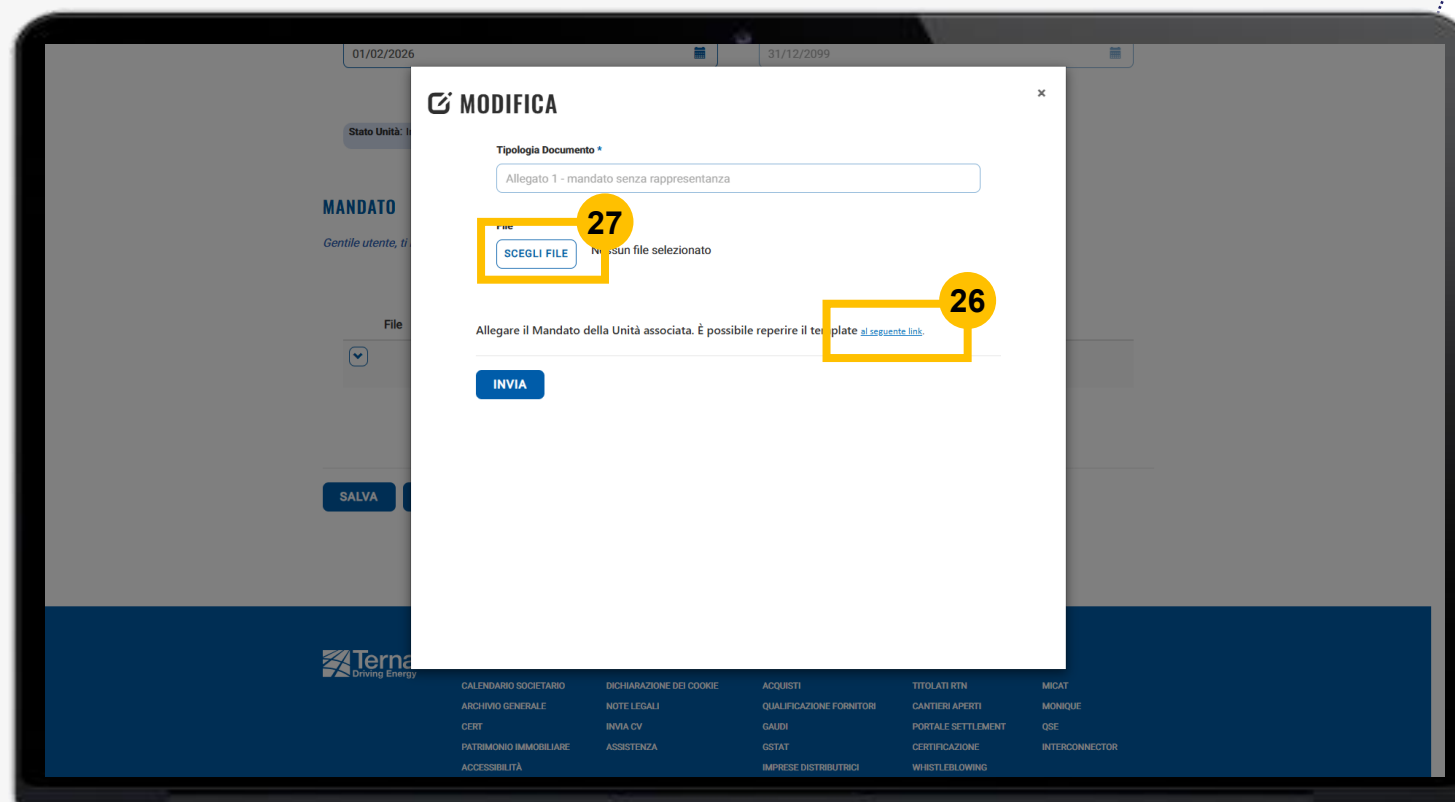 01/02/2026
31/12/2099
MODIFICA
×
Stato Unità:
Tipologia Documento *
Allegato 1 - mandato senza rappresentanza
MANDATO
27
File
Gentile utente, ti
SCEGLI FILE
Nessun file selezionato
26
File
Allegare il Mandato della Unità associata. È possibile reperire il template al seguente link.
INVIA
SALVA
Terna
Driving Energy
CALENDARIO SOCIETARIO DICHIARAZIONE DEI COOKIE ACQUISTI TITOLATI RTN MICAT
ARCHIVIO GENERALE NOTE LEGALI QUALIFICAZIONE FORNITORI CANTIERI APERTI MONIQUE
CERT INVIA CV GAUDI PORTALE SETTLEMENT QSE
PATRIMONIO IMMOBILIARE ASSISTENZA GSTAT CERTIFICAZIONE INTERCONNECTOR
ACCESSIBILITÀ IMPRESE DISTRIBUTRICI WHISTLEBLOWING